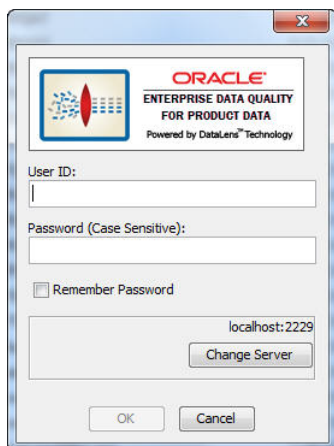 ORACLE
ENTERPRISE DATA QUALITY
FOR PRODUCT DATA
Powered by DataLens™ Technology
User ID:
Password (Case Sensitive):
Remember Password
localhost:2229
Change Server
OK
Cancel